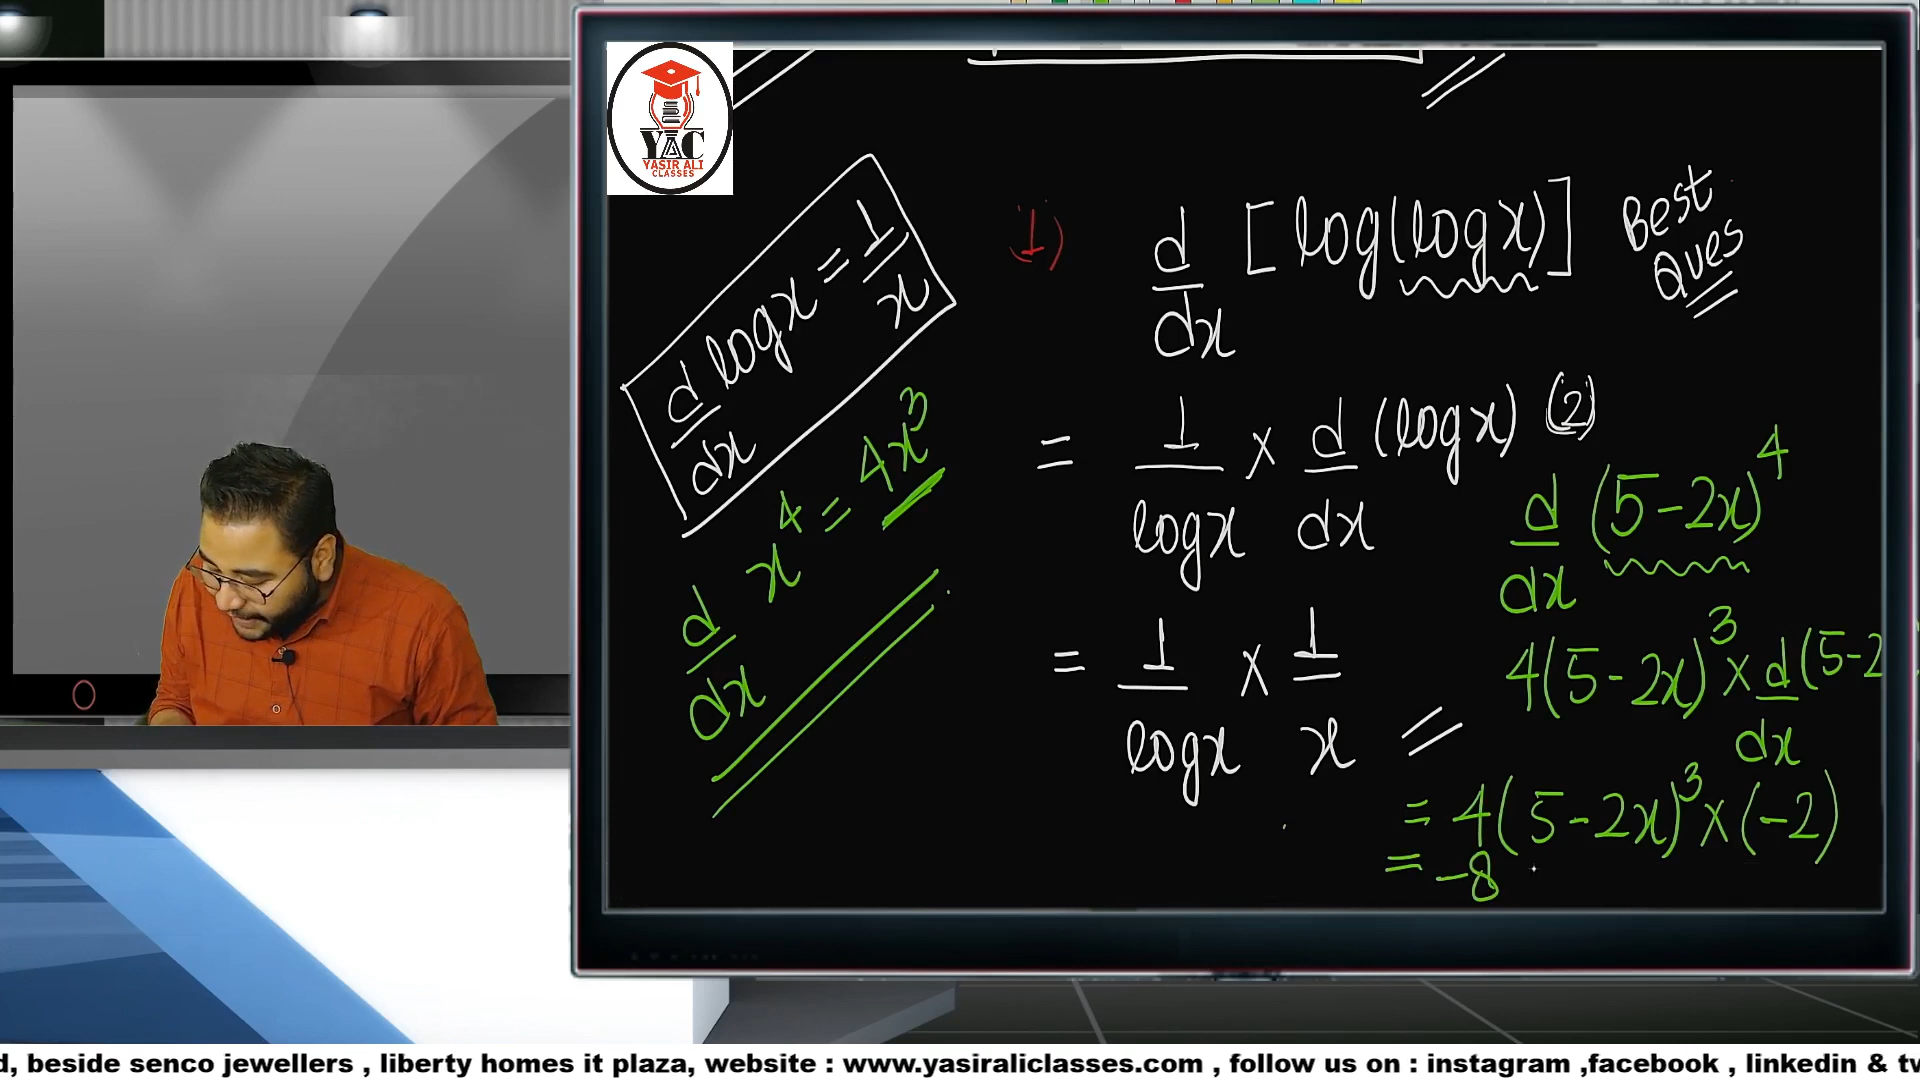 YAC
YASIR ALI
CLASSES
d/dx log x = 1/x
d/dx x⁴ = 4x³
(1) d/dx [log(log x)]
Best
Ques
= 1/log x × d/dx (log x)
= 1/log x × 1/x
(2)
d/dx (5-2x)⁴
4(5-2x)³ × d/dx (5-2
= 4(5-2x)³ × (-2)
= -8
d, beside senco jewellers , liberty homes it plaza, website : www.yasiraliclasses.com , follow us on : instagram ,facebook , linkedin & tw